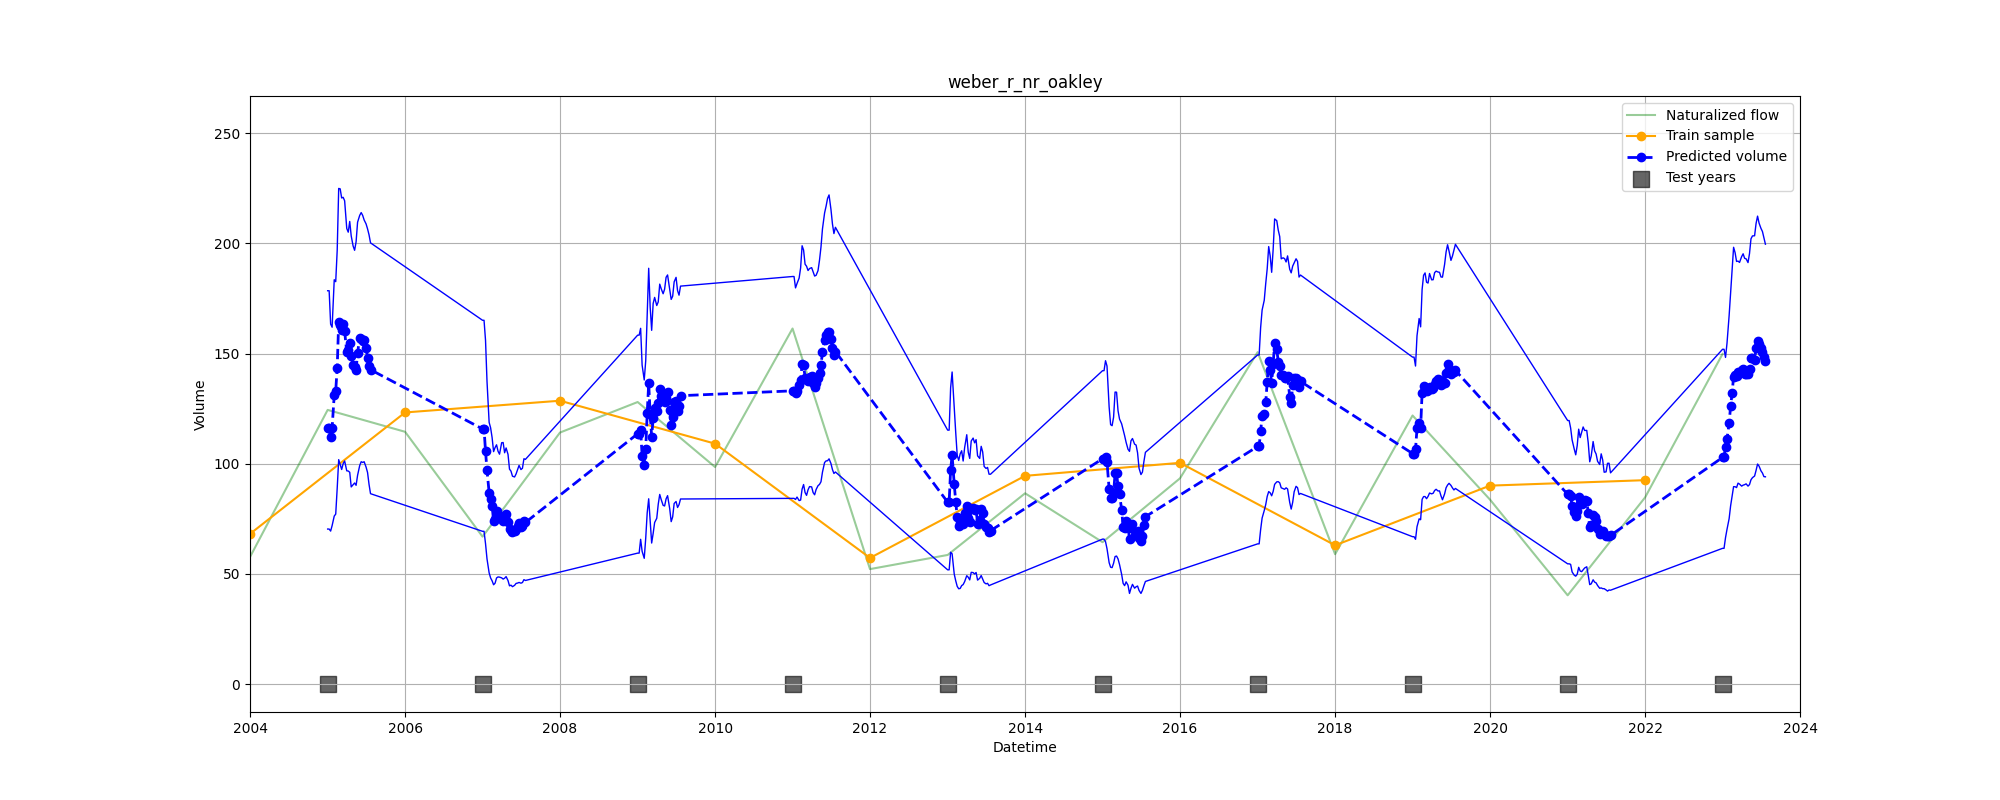 weber_r_nr_oakley
Naturalized flow
Train sample
Predicted volume
Test years
250
200
150
100
50
0
Volume
2004 2006 2008 2010 2012 2014 2016 2018 2020 2022 2024
Datetime